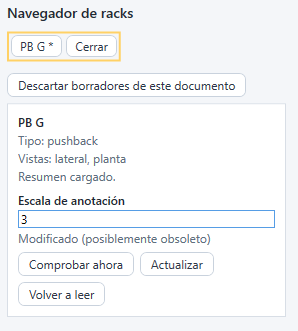 Navegador de racks
PB G * Cerrar
Descartar borradores de este documento
PB G
Tipo: pushback
Vistas: lateral, planta
Resumen cargado.
Escala de anotación
3
Modificado (posiblemente obsoleto)
Comprobar ahora Actualizar
Volver a leer